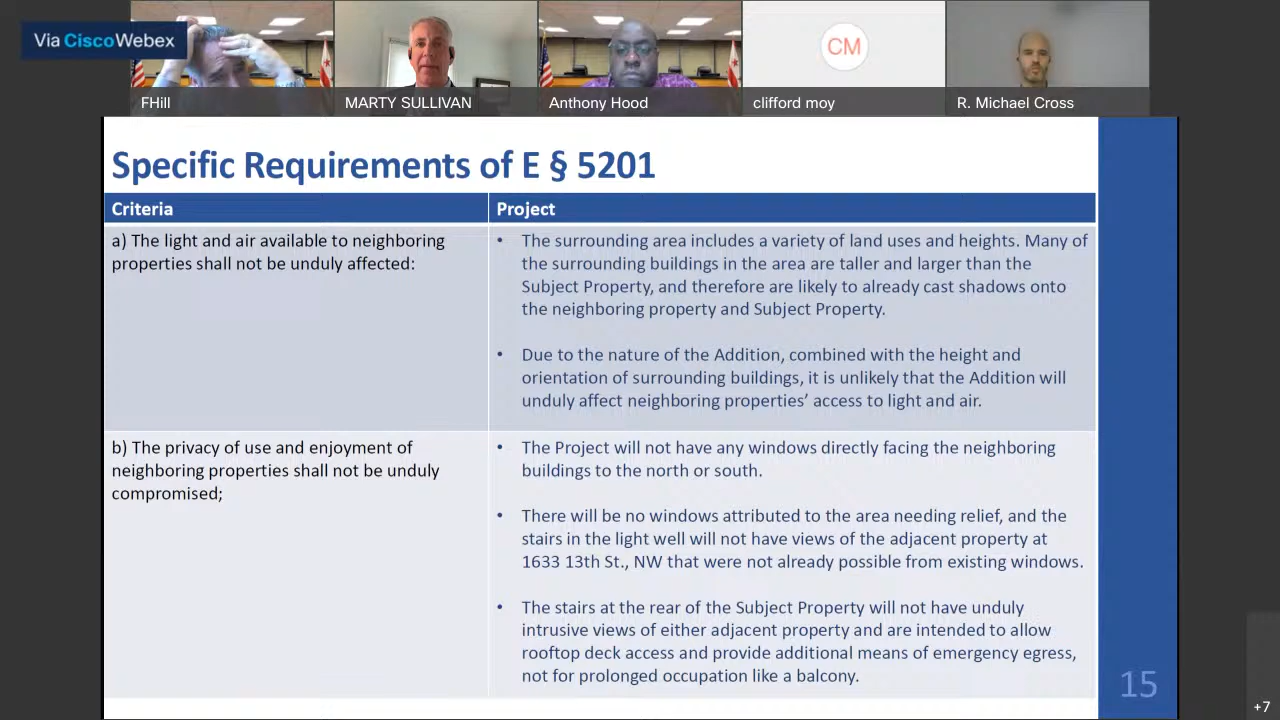 Via Cisco Webex
FHill
MARTY SULLIVAN
Anthony Hood
CM
clifford moy
R. Michael Cross
Specific Requirements of E § 5201
Criteria
Project
a) The light and air available to neighboring
properties shall not be unduly affected:
• The surrounding area includes a variety of land uses and heights. Many of
the surrounding buildings in the area are taller and larger than the
Subject Property, and therefore are likely to already cast shadows onto
the neighboring property and Subject Property.
• Due to the nature of the Addition, combined with the height and
orientation of surrounding buildings, it is unlikely that the Addition will
unduly affect neighboring properties’ access to light and air.
b) The privacy of use and enjoyment of
neighboring properties shall not be unduly
compromised;
• The Project will not have any windows directly facing the neighboring
buildings to the north or south.
• There will be no windows attributed to the area needing relief, and the
stairs in the light well will not have views of the adjacent property at
1633 13th St., NW that were not already possible from existing windows.
• The stairs at the rear of the Subject Property will not have unduly
intrusive views of either adjacent property and are intended to allow
rooftop deck access and provide additional means of emergency egress,
not for prolonged occupation like a balcony.
15
+7